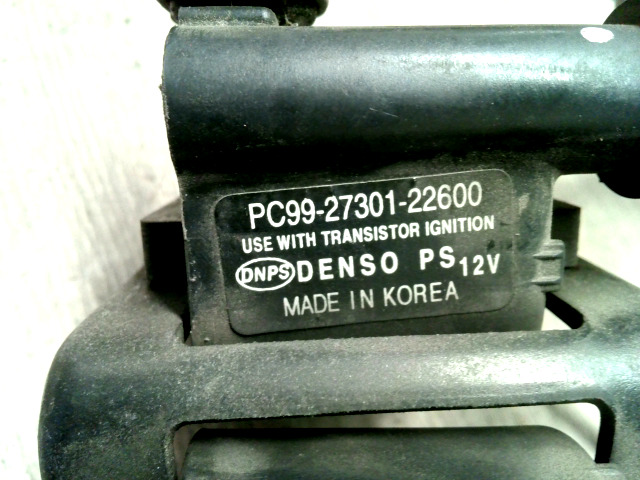 PC99-27301-22600
USE WITH TRANSISTOR IGNITION
DNPS DENSO PS 12V
MADE IN KOREA